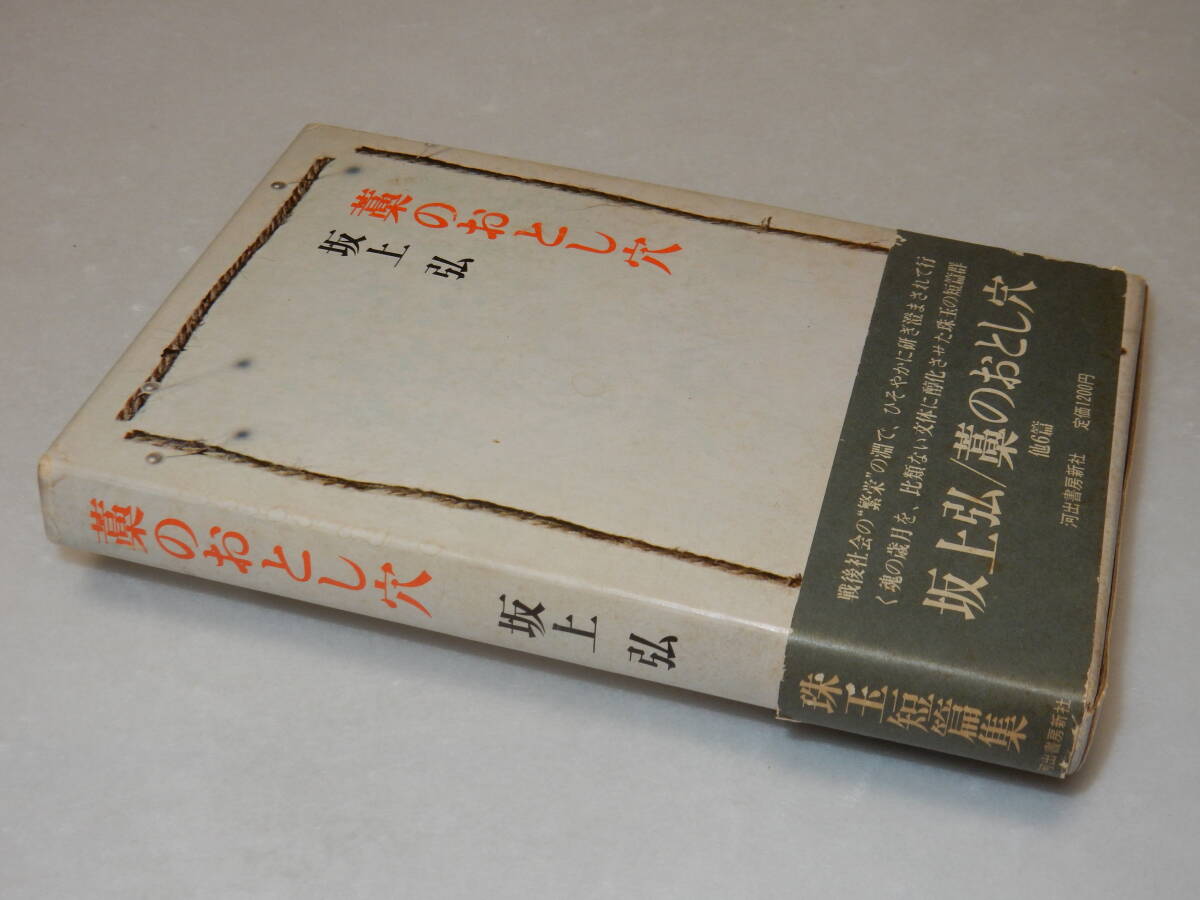 藁のおとし穴
坂上 弘
戦後社会の“繁栄”の淵で、ひそやかに研ぎ澄まされて行
く魂の歳月を、比類ない文体に醇化させた珠玉の短篇群
坂上弘/藁のおとし穴
他6篇
河出書房新社 定価1200円
藁のおとし穴
坂上 弘
珠玉短篇集
河出書房新社